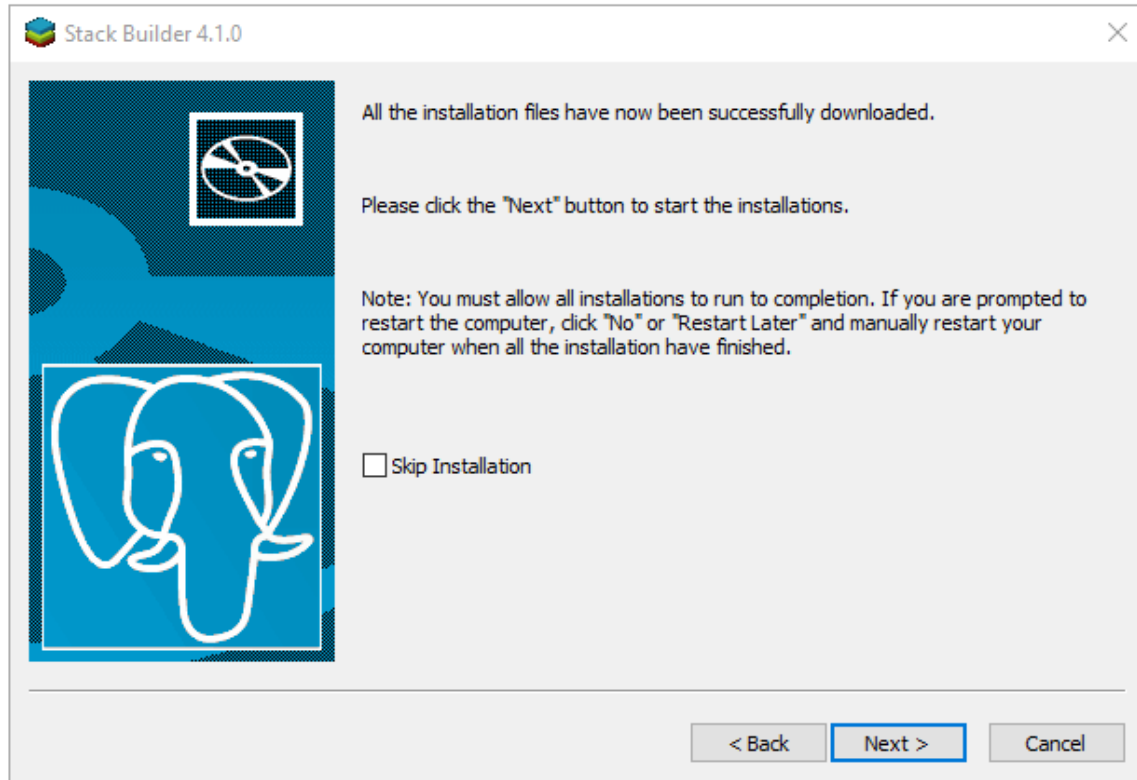 Stack Builder 4.1.0
All the installation files have now been successfully downloaded.
Please click the "Next" button to start the installations.
Note: You must allow all installations to run to completion. If you are prompted to
restart the computer, click "No" or "Restart Later" and manually restart your
computer when all the installation have finished.
Skip Installation
< Back
Next >
Cancel